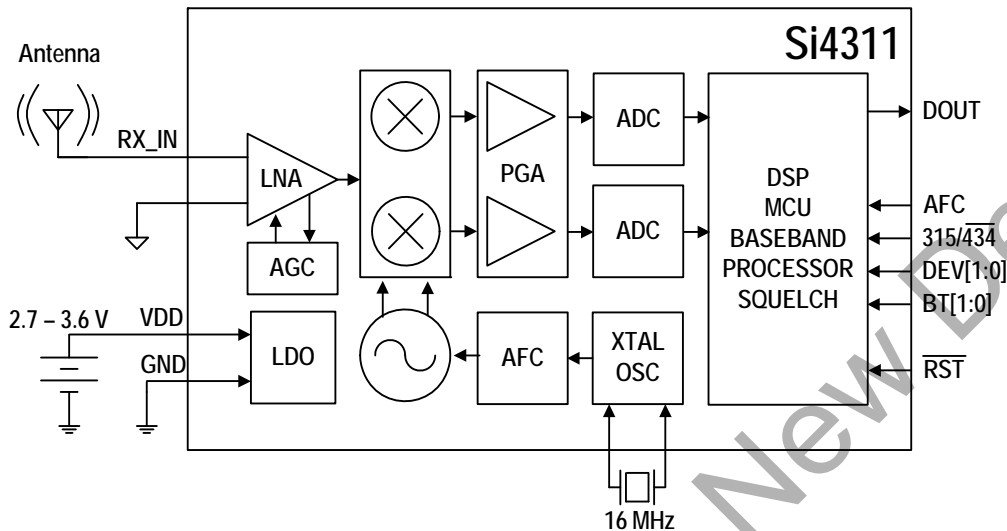 Si4311
Antenna
RX_IN
LNA
AGC
PGA
ADC
ADC
DSP
MCU
BASEBAND
PROCESSOR
SQUELCH
DOUT
AFC
315/434
DEV[1:0]
BT[1:0]
RST
2.7 – 3.6 V
VDD
GND
LDO
AFC
XTAL
OSC
16 MHz
New